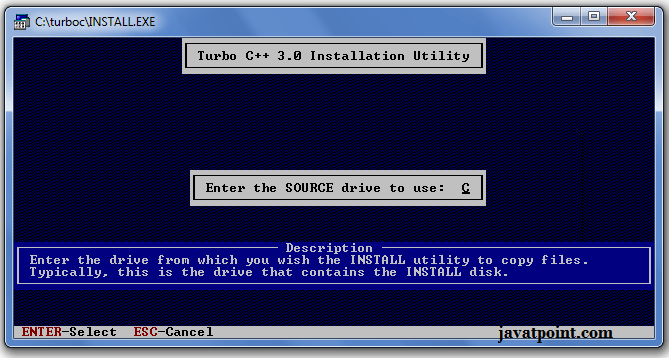 C:\turboc\INSTALL.EXE
Turbo C++ 3.0 Installation Utility
Enter the SOURCE drive to use: C
Description
Enter the drive from which you wish the INSTALL utility to copy files.
Typically, this is the drive that contains the INSTALL disk.
ENTER-Select ESC-Cancel
javatpoint.com